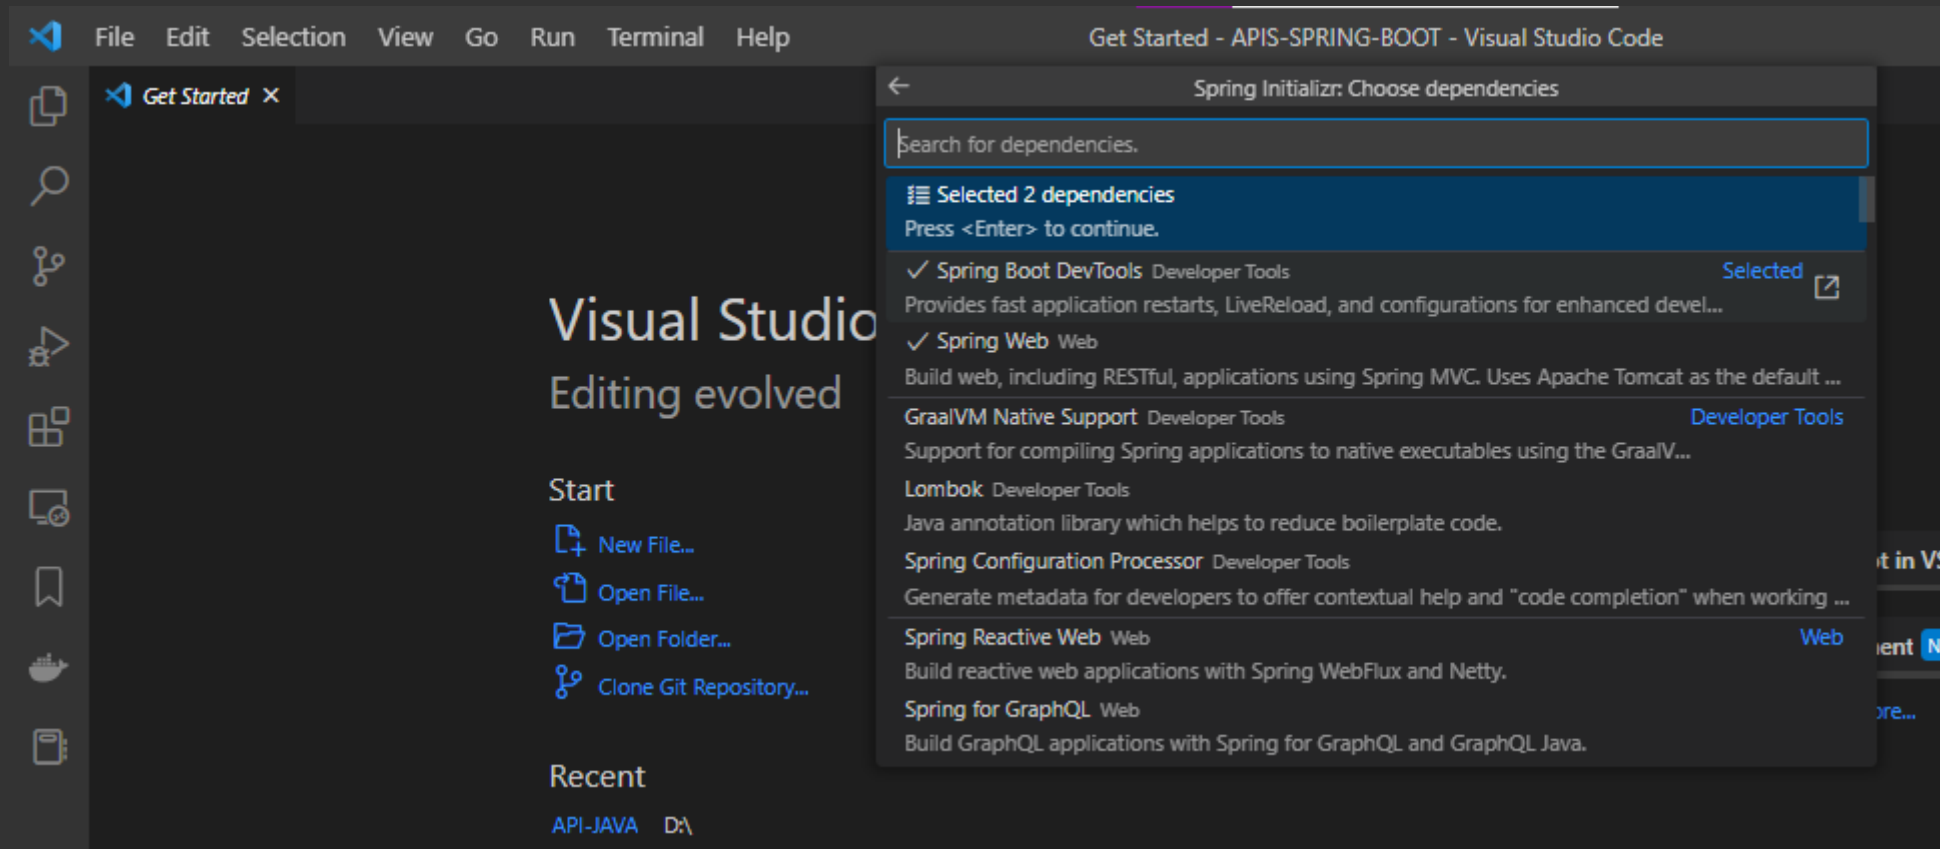 File Edit Selection View Go Run Terminal Help
Get Started - APIS-SPRING-BOOT - Visual Studio Code
Get Started
Spring Initializr: Choose dependencies
Search for dependencies.
Selected 2 dependencies
Press <Enter> to continue.
Spring Boot DevTools Developer Tools Selected
Provides fast application restarts, LiveReload, and configurations for enhanced devel...
Spring Web Web
Build web, including RESTful, applications using Spring MVC. Uses Apache Tomcat as the default ...
GraalVM Native Support Developer Tools Developer Tools
Support for compiling Spring applications to native executables using the GraalV...
Lombok Developer Tools
Java annotation library which helps to reduce boilerplate code.
Spring Configuration Processor Developer Tools
Generate metadata for developers to offer contextual help and "code completion" when working ...
Spring Reactive Web Web Web
Build reactive web applications with Spring WebFlux and Netty.
Spring for GraphQL Web
Build GraphQL applications with Spring for GraphQL and GraphQL Java.
Visual Studio
Editing evolved
Start
New File...
Open File...
Open Folder...
Clone Git Repository...
Recent
API-JAVA D:\